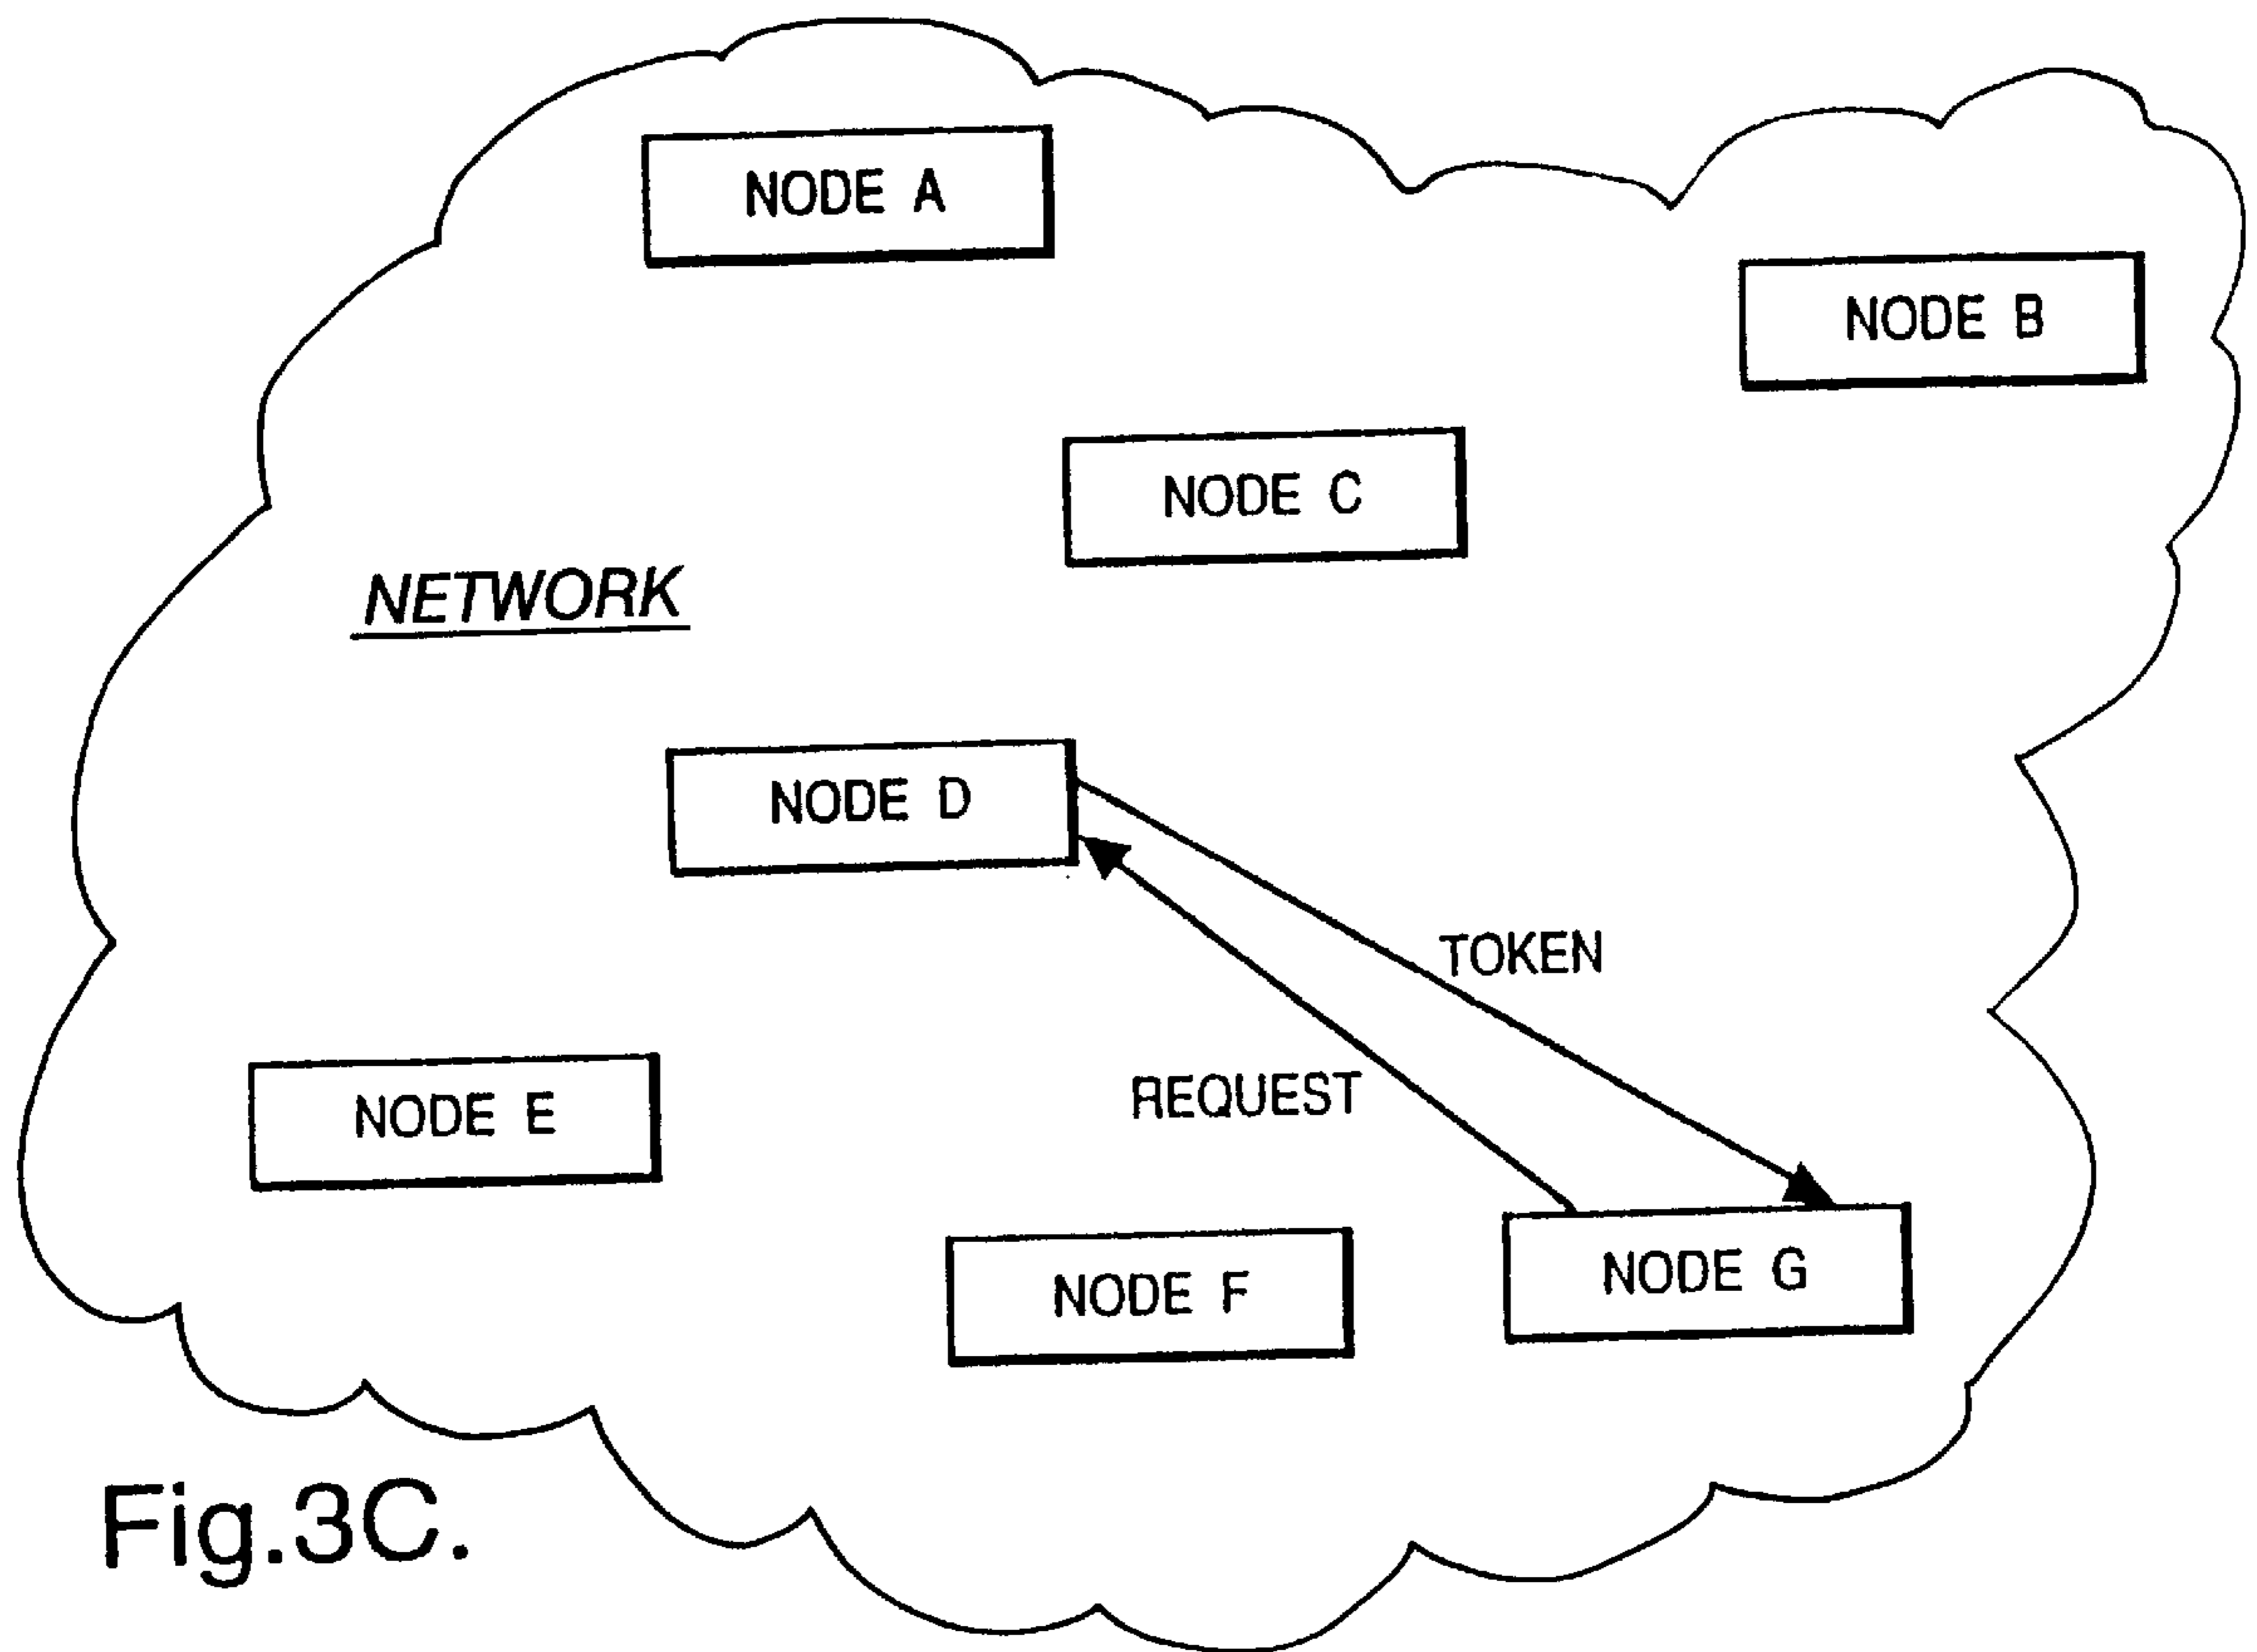 NODE A
NODE B
NODE C
NETWORK
NODE D
TOKEN
REQUEST
NODE E
NODE F
NODE G
Fig.3C.